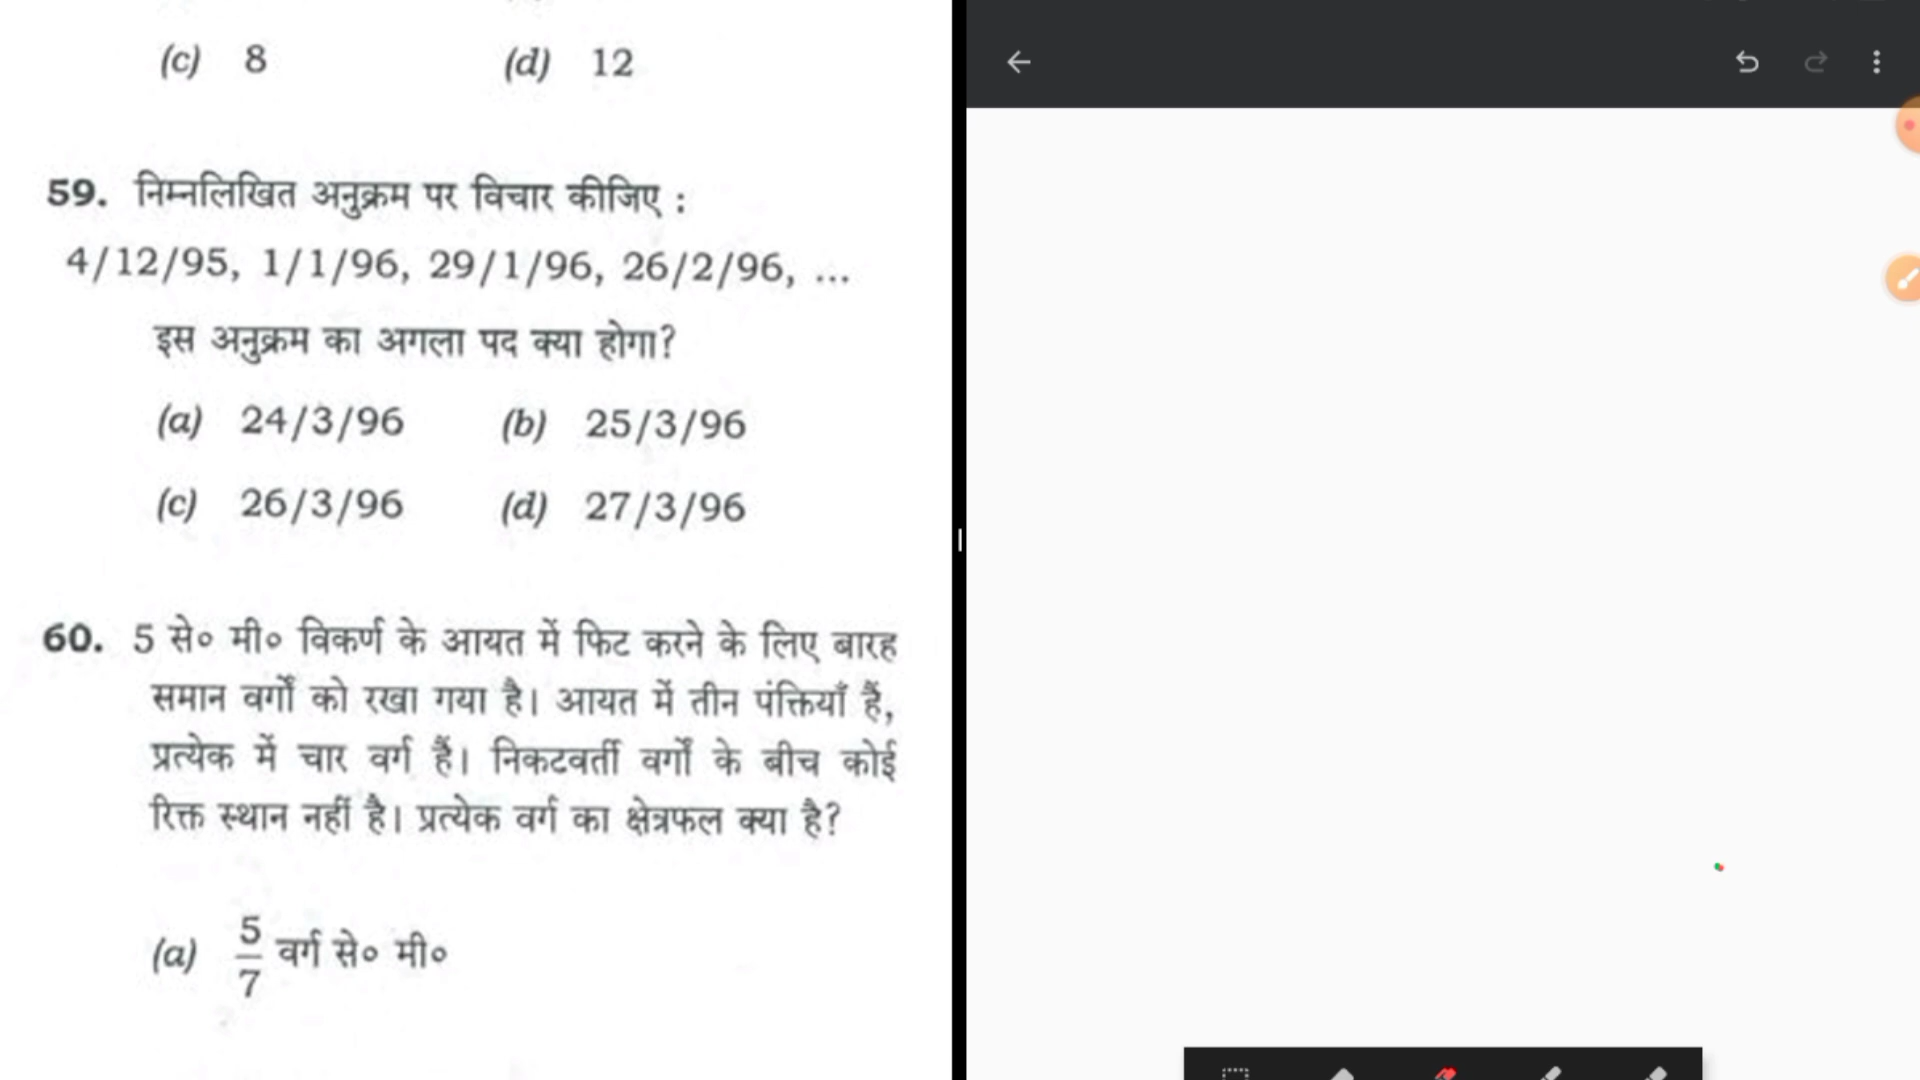 (c) 8 (d) 12
59. निम्नलिखित अनुक्रम पर विचार कीजिए :
4/12/95, 1/1/96, 29/1/96, 26/2/96, ...
इस अनुक्रम का अगला पद क्या होगा?
(a) 24/3/96 (b) 25/3/96
(c) 26/3/96 (d) 27/3/96
60. 5 से० मी० विकर्ण के आयत में फिट करने के लिए बारह
समान वर्गों को रखा गया है। आयत में तीन पंक्तियाँ हैं,
प्रत्येक में चार वर्ग हैं। निकटवर्ती वर्गों के बीच कोई
रिक्त स्थान नहीं है। प्रत्येक वर्ग का क्षेत्रफल क्या है?
(a) 5/7 वर्ग से० मी०